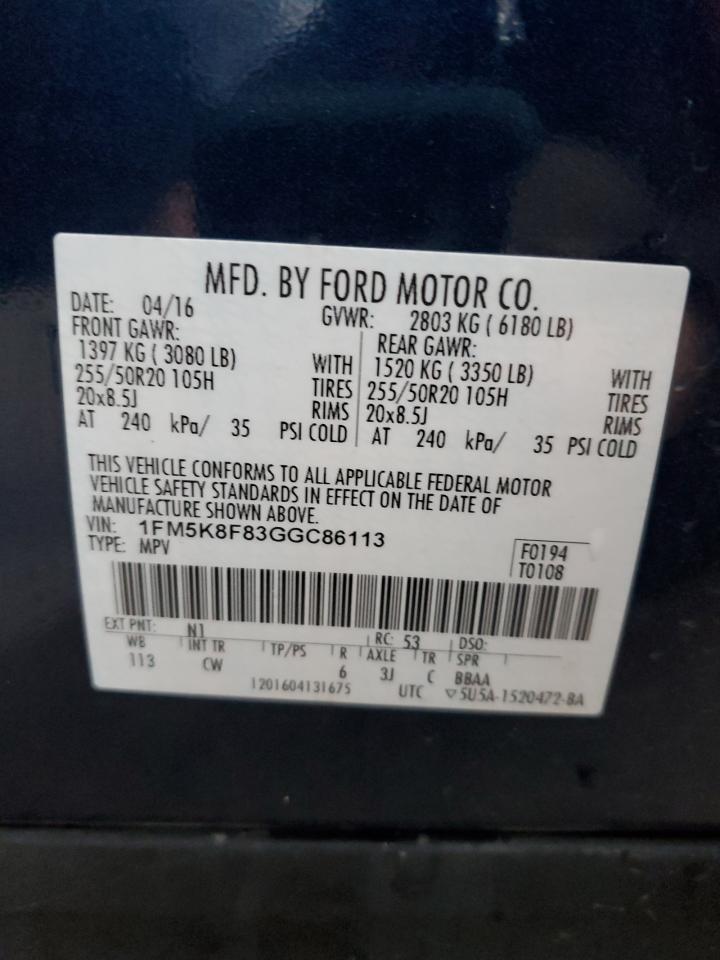 MFD. BY FORD MOTOR CO.
DATE: 04/16 GVWR: 2803 KG ( 6180 LB)
FRONT GAWR: REAR GAWR:
1397 KG ( 3080 LB) WITH 1520 KG ( 3350 LB) WITH
255/50R20 105H TIRES 255/50R20 105H TIRES
20x8.5J RIMS 20x8.5J RIMS
AT 240 kPa/ 35 PSI COLD AT 240 kPa/ 35 PSI COLD
THIS VEHICLE CONFORMS TO ALL APPLICABLE FEDERAL MOTOR
VEHICLE SAFETY STANDARDS IN EFFECT ON THE DATE OF
MANUFACTURE SHOWN ABOVE.
VIN: 1FM5K8F83GGC86113
TYPE: MPV
F0194
T0108
EXT PNT: N1 RC: 53 DSO:
WB INT TR TP/PS R AXLE TR SPR
113 CW 6 3J C BBAA
1201604131675 UTC ▽5U5A-1520472-BA